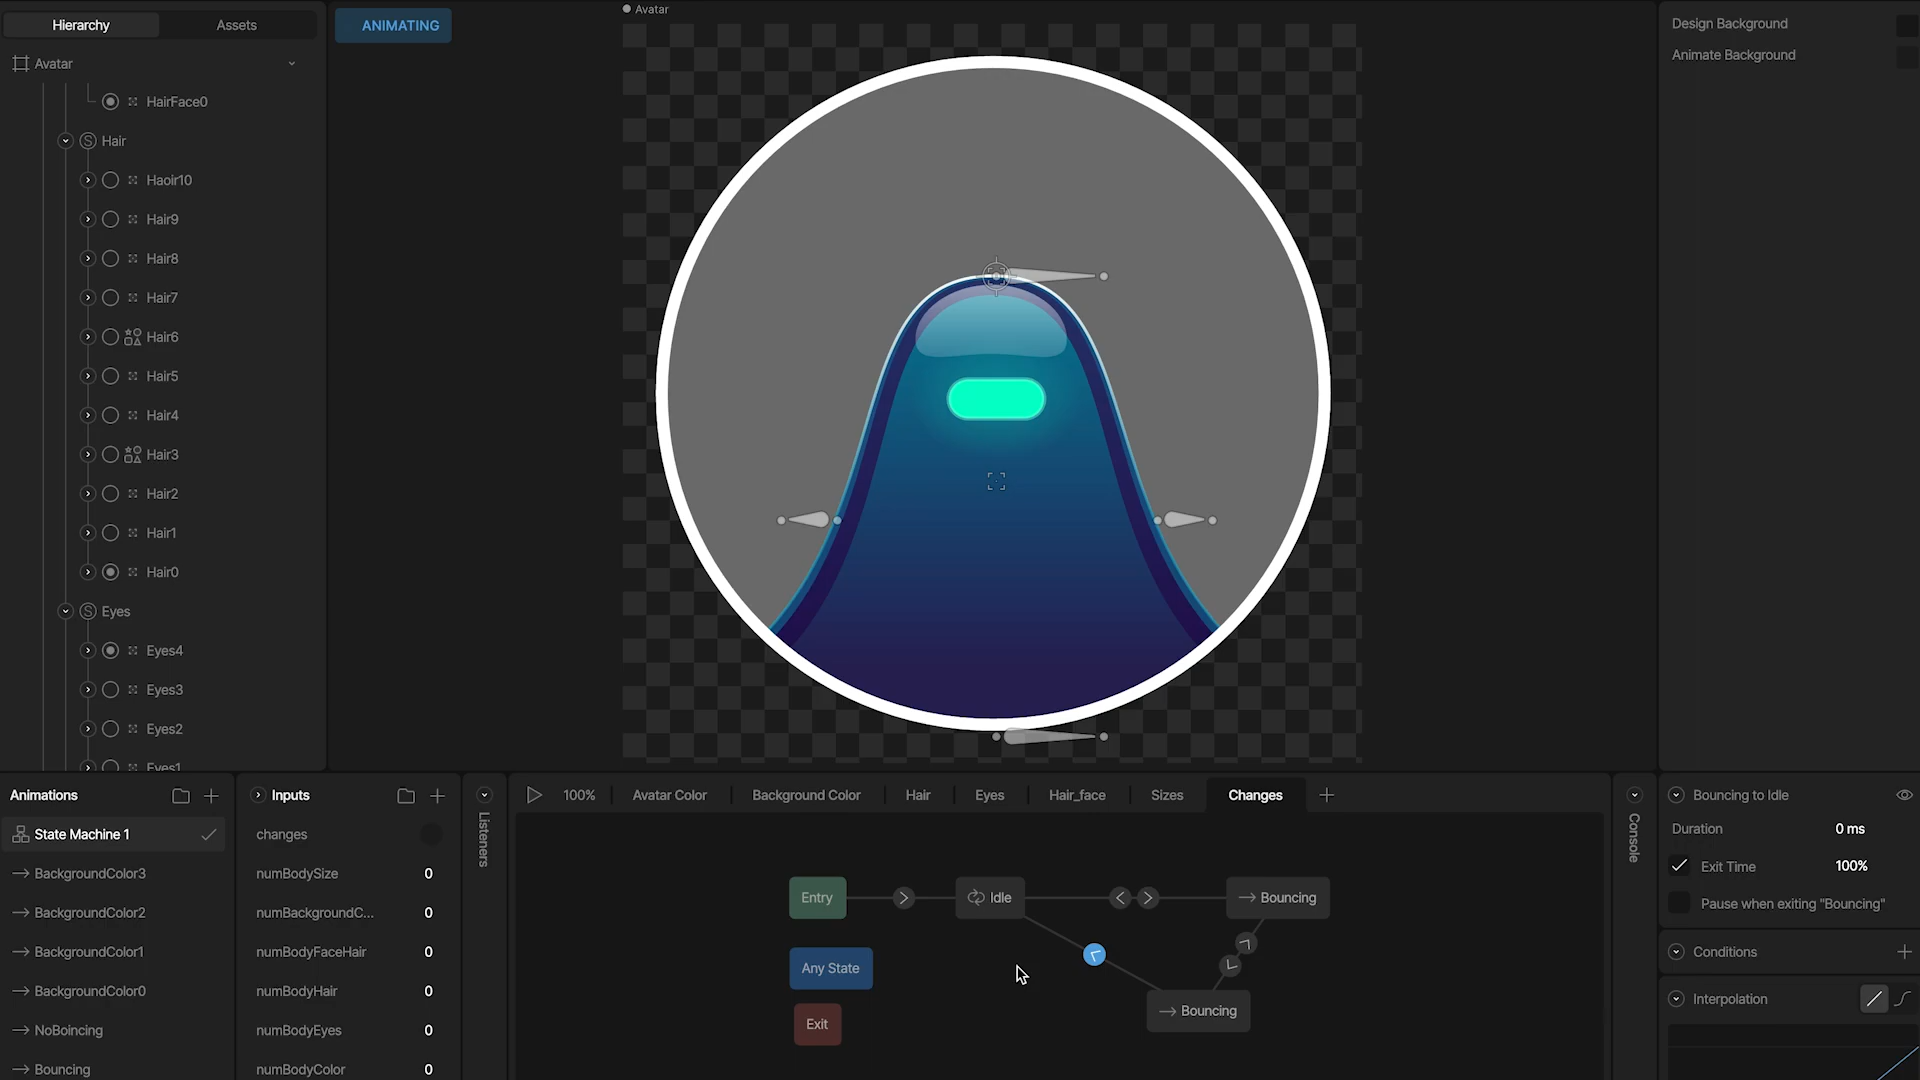 Hierarchy
Assets
ANIMATING
Avatar
Design Background
Animate Background
Avatar
HairFace0
Hair
Haoir10
Hair9
Hair8
Hair7
Hair6
Hair5
Hair4
Hair3
Hair2
Hair1
Hair0
Eyes
Eyes4
Eyes3
Eyes2
Eyes1
Animations
State Machine 1
BackgroundColor3
BackgroundColor2
BackgroundColor1
BackgroundColor0
NoBoincing
Bouncing
Inputs
changes
numBodySize 0
numBackgroundC... 0
numBodyFaceHair 0
numBodyHair 0
numBodyEyes 0
numBodyColor 0
Listeners
100% Avatar Color Background Color Hair Eyes Hair_face Sizes Changes
Entry
Idle
Bouncing
Any State
Exit
Bouncing
Console
Bouncing to Idle
Duration 0 ms
Exit Time 100%
Pause when exiting "Bouncing"
Conditions
Interpolation